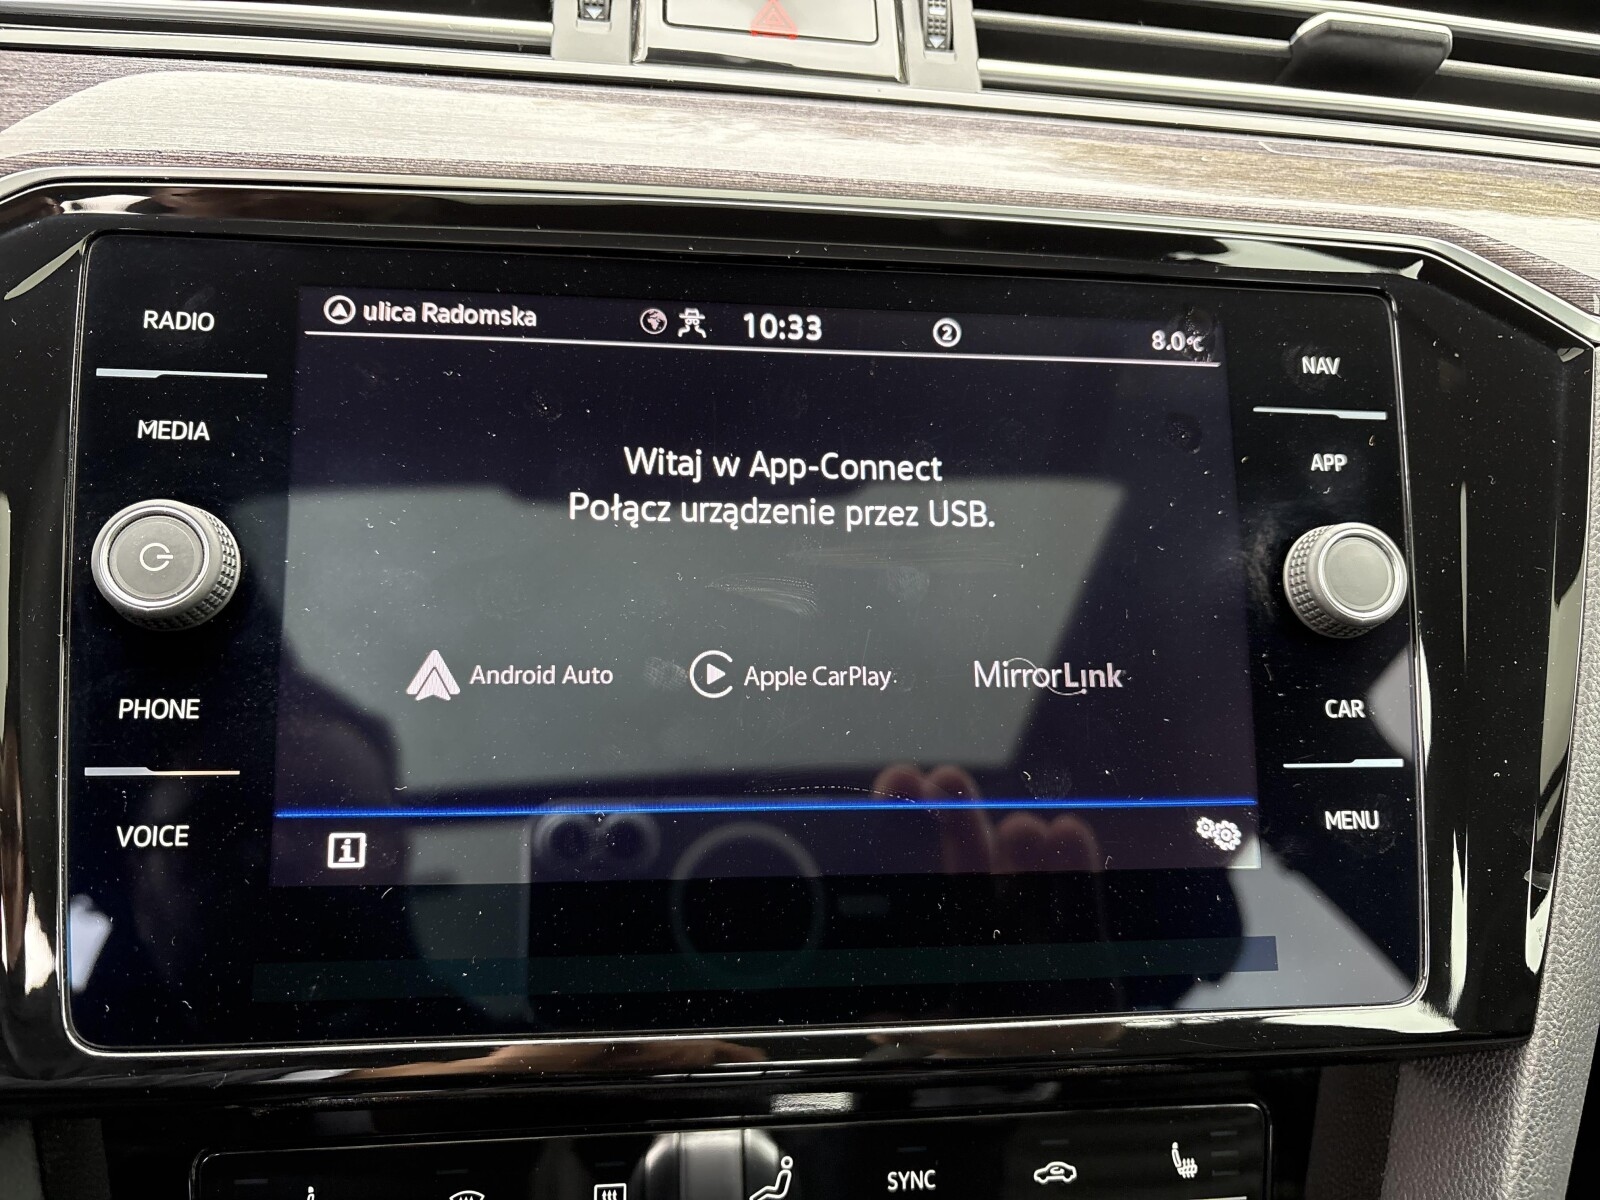 RADIO
MEDIA
PHONE
VOICE
ulica Radomska
10:33
2
8.0°C
Witaj w App-Connect
Połącz urządzenie przez USB.
Android Auto
Apple CarPlay
MirrorLink
i
NAV
APP
CAR
MENU
SYNC